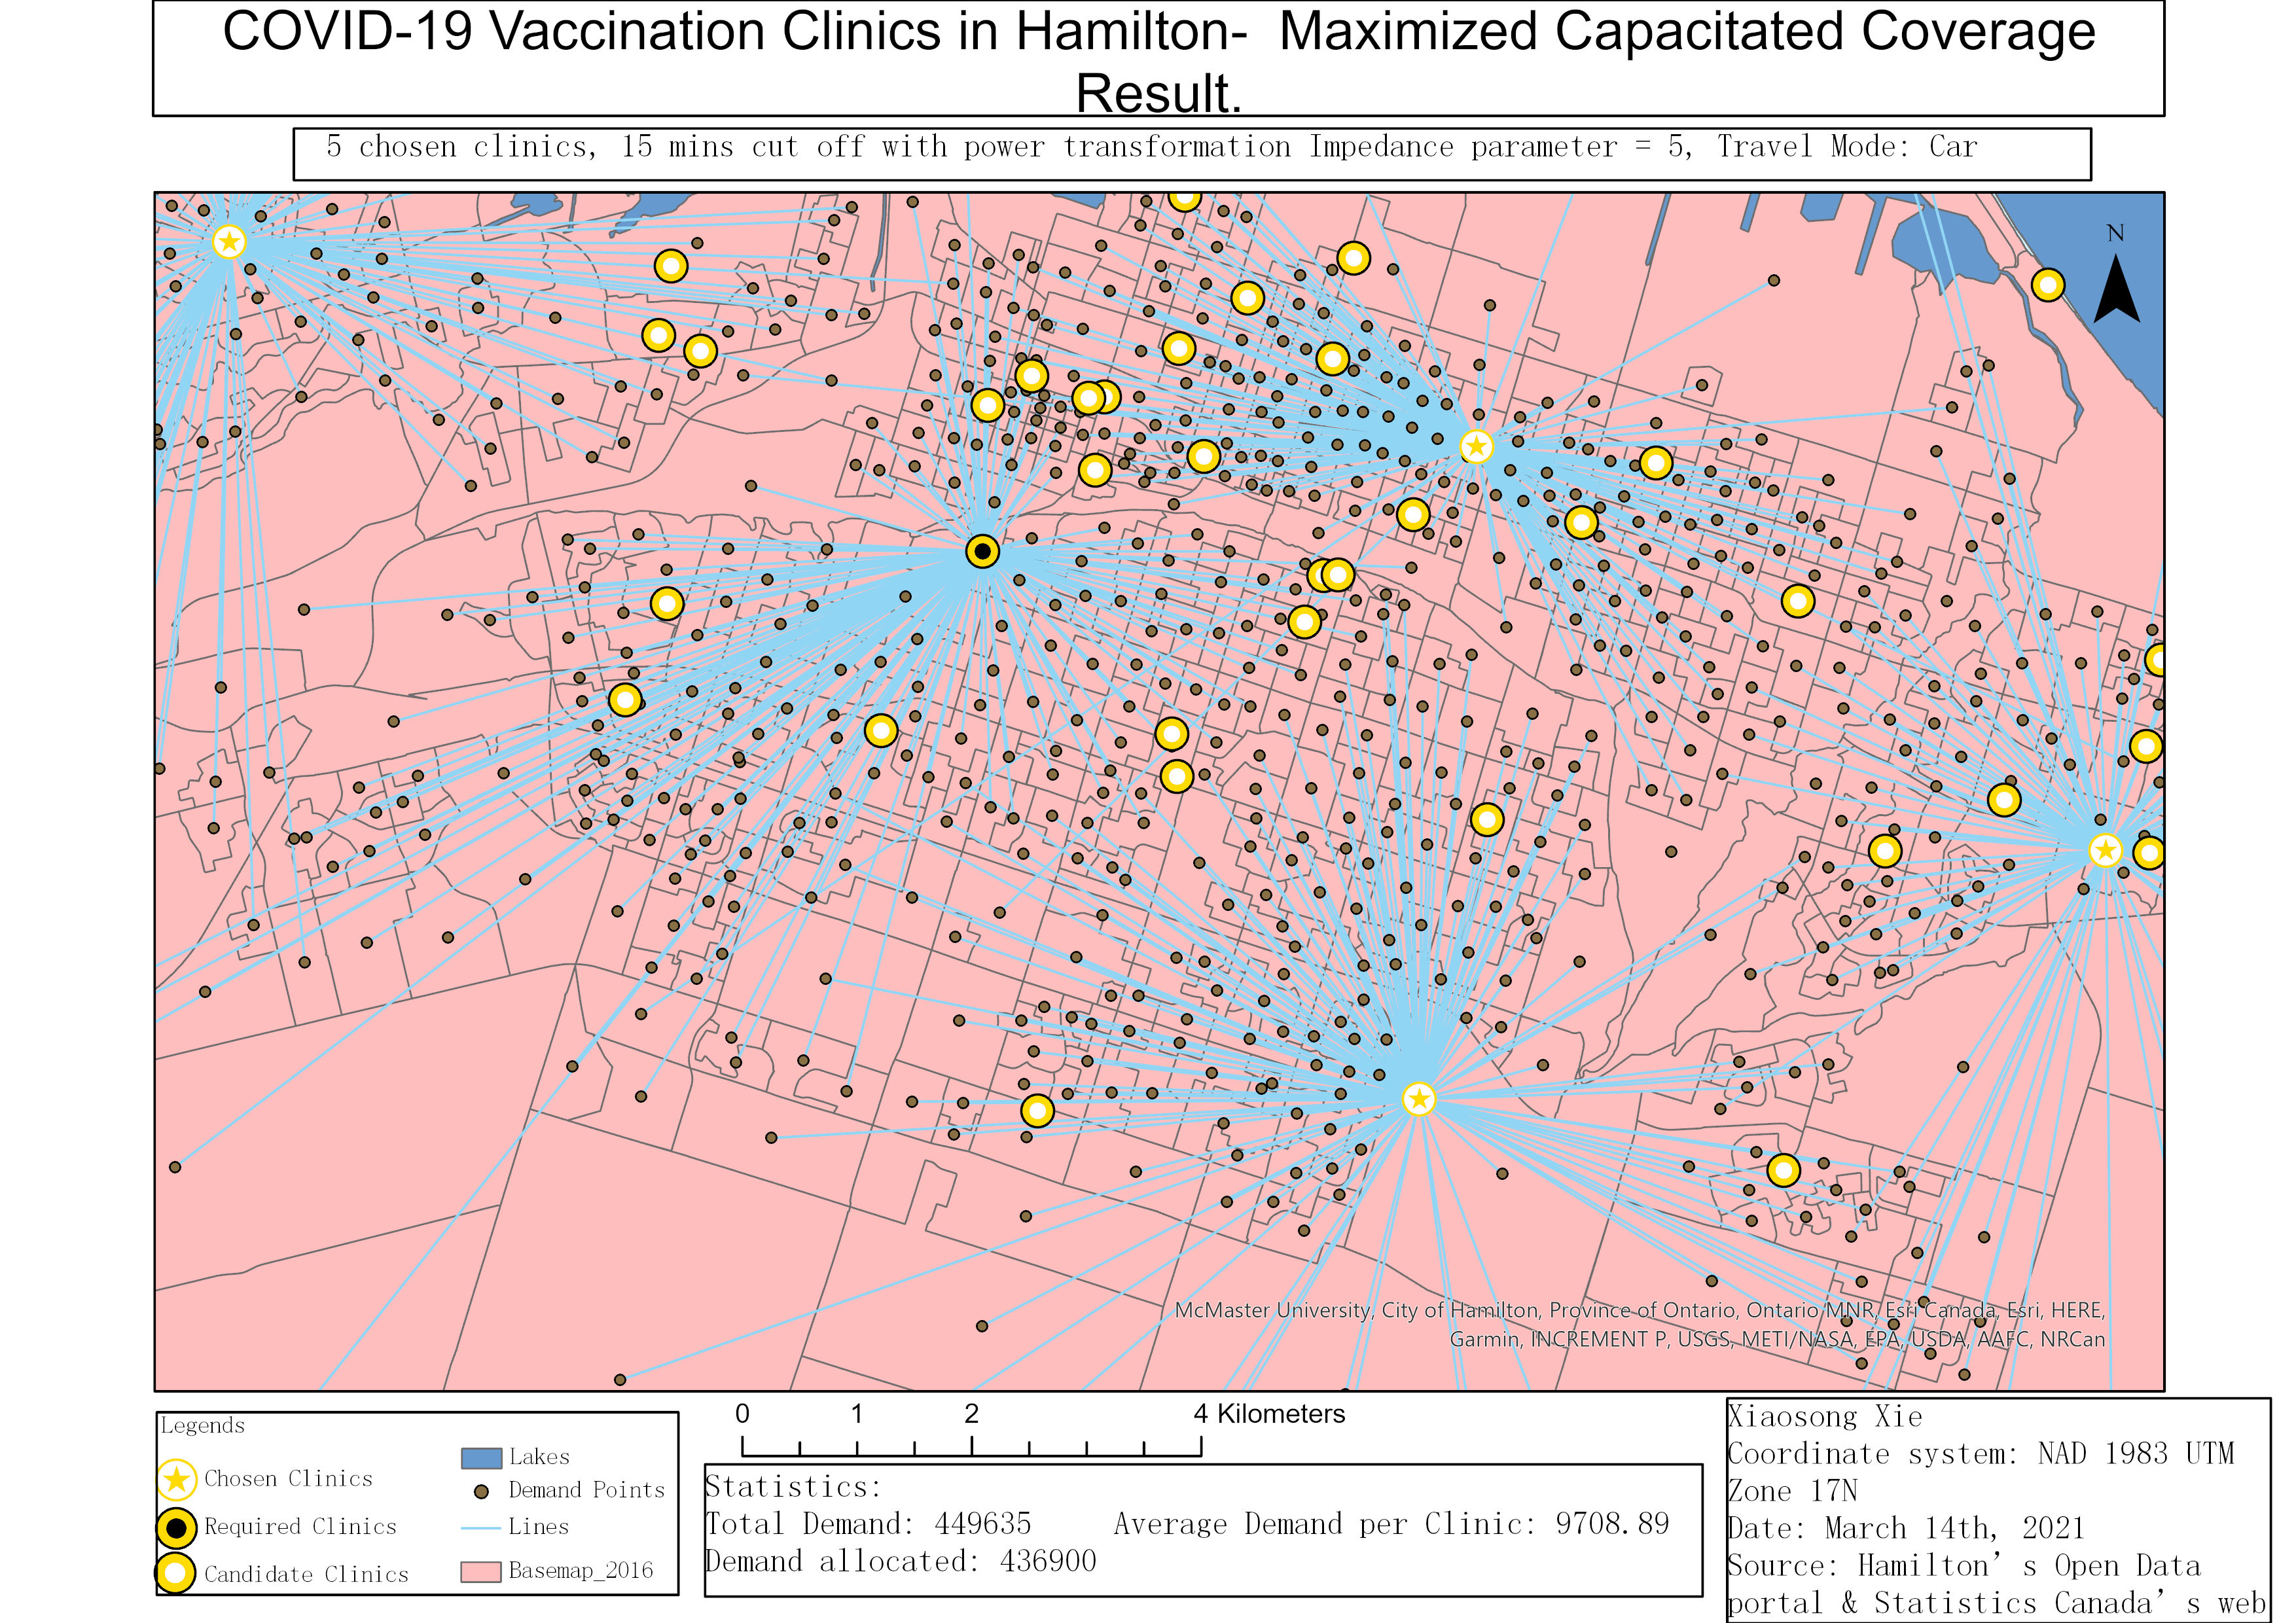 COVID-19 Vaccination Clinics in Hamilton-  Maximized Capacitated Coverage
Result.
5 chosen clinics, 15 mins cut off with power transformation Impedance parameter = 5, Travel Mode: Car
N
McMaster University, City of Hamilton, Province of Ontario, Ontario MNR, Esri Canada, Esri, HERE,
Garmin, INCREMENT P, USGS, METI/NASA, EPA, USDA, AAFC, NRCan
0 1 2 4 Kilometers
Legends
Chosen Clinics
Required Clinics
Candidate Clinics
Lakes
Demand Points
Lines
Basemap_2016
Statistics:
Total Demand: 449635     Average Demand per Clinic: 9708.89
Demand allocated: 436900
Xiaosong Xie
Coordinate system: NAD 1983 UTM
Zone 17N
Date: March 14th, 2021
Source: Hamilton’s Open Data
portal & Statistics Canada’s web